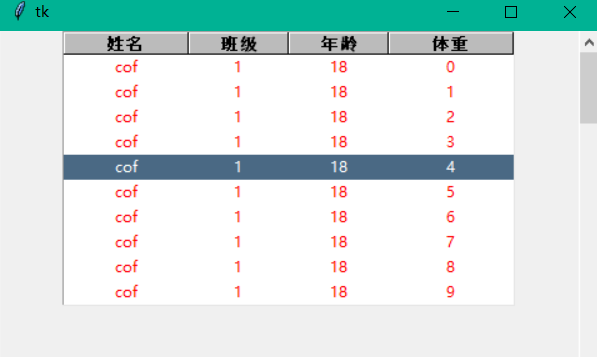 tk
姓名 班级 年龄 体重
cof 1 18 0
cof 1 18 1
cof 1 18 2
cof 1 18 3
cof 1 18 4
cof 1 18 5
cof 1 18 6
cof 1 18 7
cof 1 18 8
cof 1 18 9